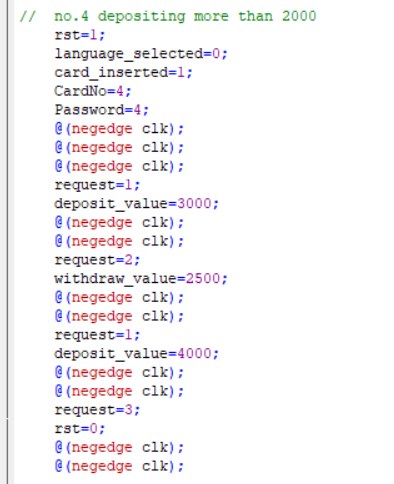 // no.4 depositing more than 2000
rst=1;
language_selected=0;
card_inserted=1;
CardNo=4;
Password=4;
@(negedge clk);
@(negedge clk);
@(negedge clk);
request=1;
deposit_value=3000;
@(negedge clk);
@(negedge clk);
request=2;
withdraw_value=2500;
@(negedge clk);
@(negedge clk);
request=1;
deposit_value=4000;
@(negedge clk);
@(negedge clk);
request=3;
rst=0;
@(negedge clk);
@(negedge clk);